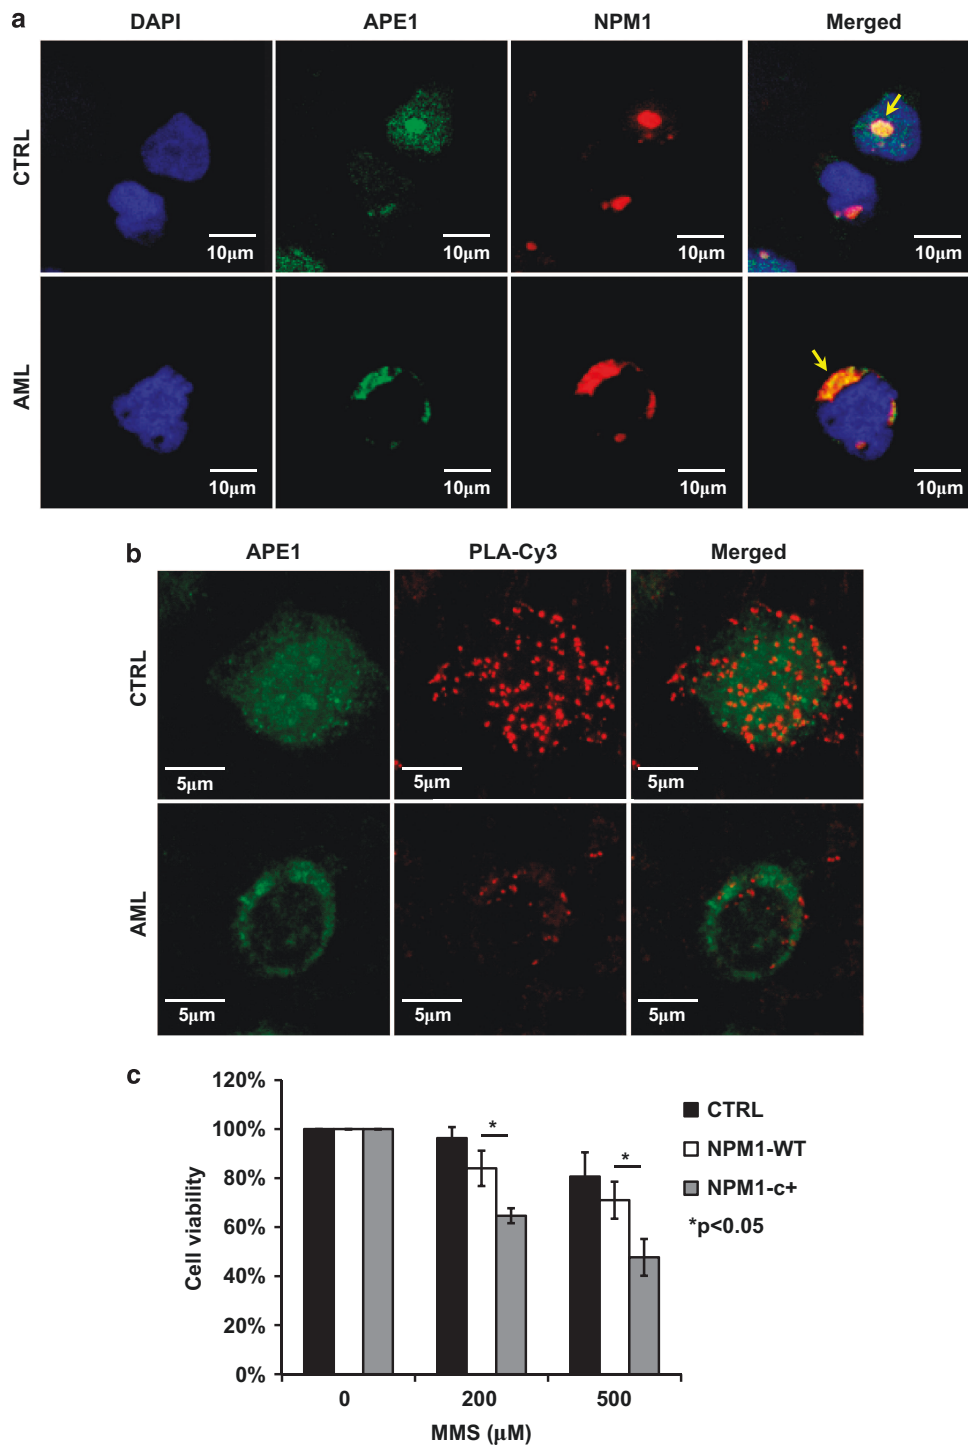 a
DAPI APE1 NPM1 Merged
CTRL
10μm 10μm 10μm 10μm
AML
10μm 10μm 10μm 10μm
b
APE1 PLA-Cy3 Merged
CTRL
5μm 5μm 5μm
AML
5μm 5μm 5μm
c
120%
100%
80%
60%
40%
20%
0%
Cell viability
* *
CTRL
NPM1-WT
NPM1-c+
*p<0.05
0 200 500
MMS (μM)